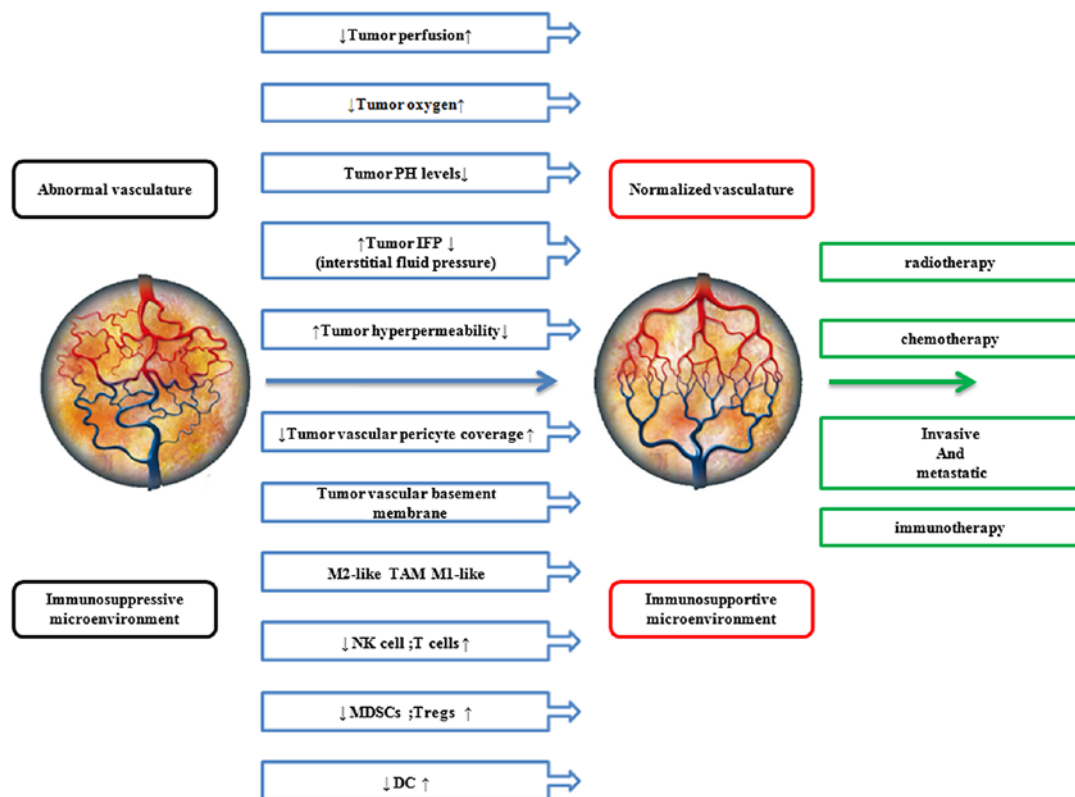 ↓Tumor perfusion↑
↓Tumor oxygen↑
Tumor PH levels↓
↑Tumor IFP ↓
(interstitial fluid pressure)
↑Tumor hyperpermeability↓
↓Tumor vascular pericyte coverage ↑
Tumor vascular basement
membrane
M2-like TAM M1-like
↓NK cell ;T cells↑
↓MDSCs ;Tregs ↑
↓DC ↑
Abnormal vasculature
Immunosuppressive
microenvironment
Normalized vasculature
Immunosupportive
microenvironment
radiotherapy
chemotherapy
Invasive
And
metastatic
immunotherapy